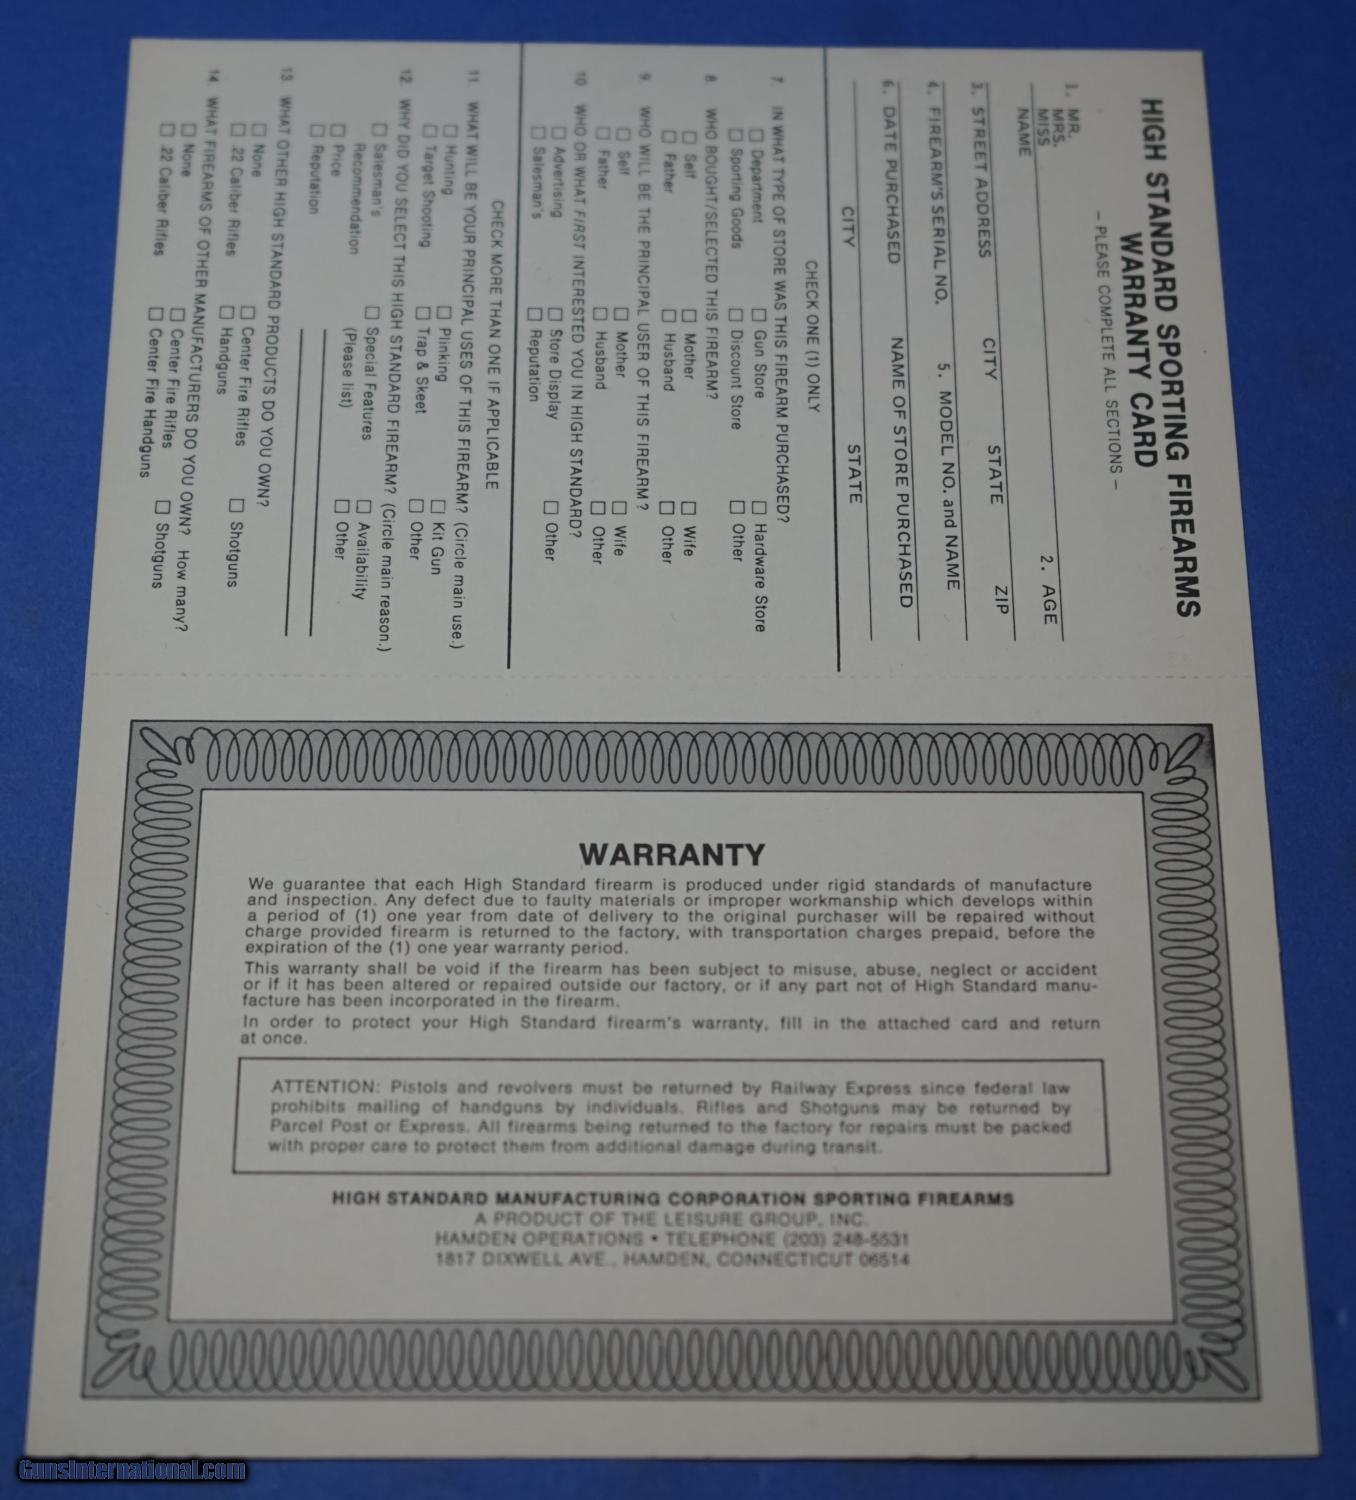 HIGH STANDARD SPORTING FIREARMS
WARRANTY CARD
– PLEASE COMPLETE ALL SECTIONS –
1. MR.
MRS.
MISS
NAME
2. AGE
3. STREET ADDRESS CITY STATE ZIP
4. FIREARM'S SERIAL NO. 5. MODEL NO. and NAME
6. DATE PURCHASED NAME OF STORE PURCHASED
CITY STATE
CHECK ONE (1) ONLY
7. IN WHAT TYPE OF STORE WAS THIS FIREARM PURCHASED?
☐ Department ☐ Gun Store ☐ Hardware Store
☐ Sporting Goods ☐ Discount Store ☐ Other
8. WHO BOUGHT/SELECTED THIS FIREARM?
☐ Self ☐ Mother ☐ Wife
☐ Father ☐ Husband ☐ Other
9. WHO WILL BE THE PRINCIPAL USER OF THIS FIREARM?
☐ Self ☐ Mother ☐ Wife
☐ Father ☐ Husband ☐ Other
10 WHO OR WHAT FIRST INTERESTED YOU IN HIGH STANDARD?
☐ Advertising ☐ Store Display ☐ Other
☐ Salesman's ☐ Reputation
CHECK MORE THAN ONE IF APPLICABLE
11. WHAT WILL BE YOUR PRINCIPAL USES OF THIS FIREARM? (Circle main use.)
☐ Hunting ☐ Plinking ☐ Kit Gun
☐ Target Shooting ☐ Trap & Skeet ☐ Other
12. WHY DID YOU SELECT THIS HIGH STANDARD FIREARM? (Circle main reason.)
☐ Salesman's ☐ Special Features ☐ Availability
Recommendation (Please list) ☐ Other
☐ Price
☐ Reputation
13. WHAT OTHER HIGH STANDARD PRODUCTS DO YOU OWN?
☐ None ☐ Center Fire Rifles ☐ Shotguns
☐ .22 Caliber Rifles ☐ Handguns
14. WHAT FIREARMS OF OTHER MANUFACTURERS DO YOU OWN? How many?
☐ None ☐ Center Fire Rifles ☐ Shotguns
☐ .22 Caliber Rifles ☐ Center Fire Handguns
WARRANTY
We guarantee that each High Standard firearm is produced under rigid standards of manufacture
and inspection. Any defect due to faulty materials or improper workmanship which develops within
a period of (1) one year from date of delivery to the original purchaser will be repaired without
charge provided firearm is returned to the factory, with transportation charges prepaid, before the
expiration of the (1) one year warranty period.
This warranty shall be void if the firearm has been subject to misuse, abuse, neglect or accident
or if it has been altered or repaired outside our factory, or if any part not of High Standard manu-
facture has been incorporated in the firearm.
In order to protect your High Standard firearm's warranty, fill in the attached card and return
at once.
ATTENTION: Pistols and revolvers must be returned by Railway Express since federal law
prohibits mailing of handguns by individuals. Rifles and Shotguns may be returned by
Parcel Post or Express. All firearms being returned to the factory for repairs must be packed
with proper care to protect them from additional damage during transit.
HIGH STANDARD MANUFACTURING CORPORATION SPORTING FIREARMS
A PRODUCT OF THE LEISURE GROUP, INC.
HAMDEN OPERATIONS • TELEPHONE (203) 248-5531
1817 DIXWELL AVE., HAMDEN, CONNECTICUT 06514
GunsInternational.com